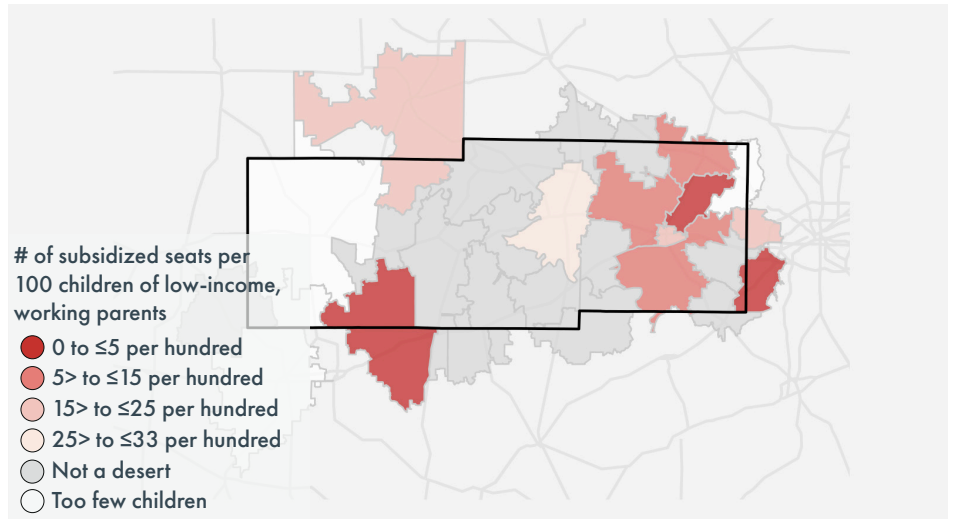 # of subsidized seats per
100 children of low-income,
working parents
0 to ≤5 per hundred
5> to ≤15 per hundred
15> to ≤25 per hundred
25> to ≤33 per hundred
Not a desert
Too few children